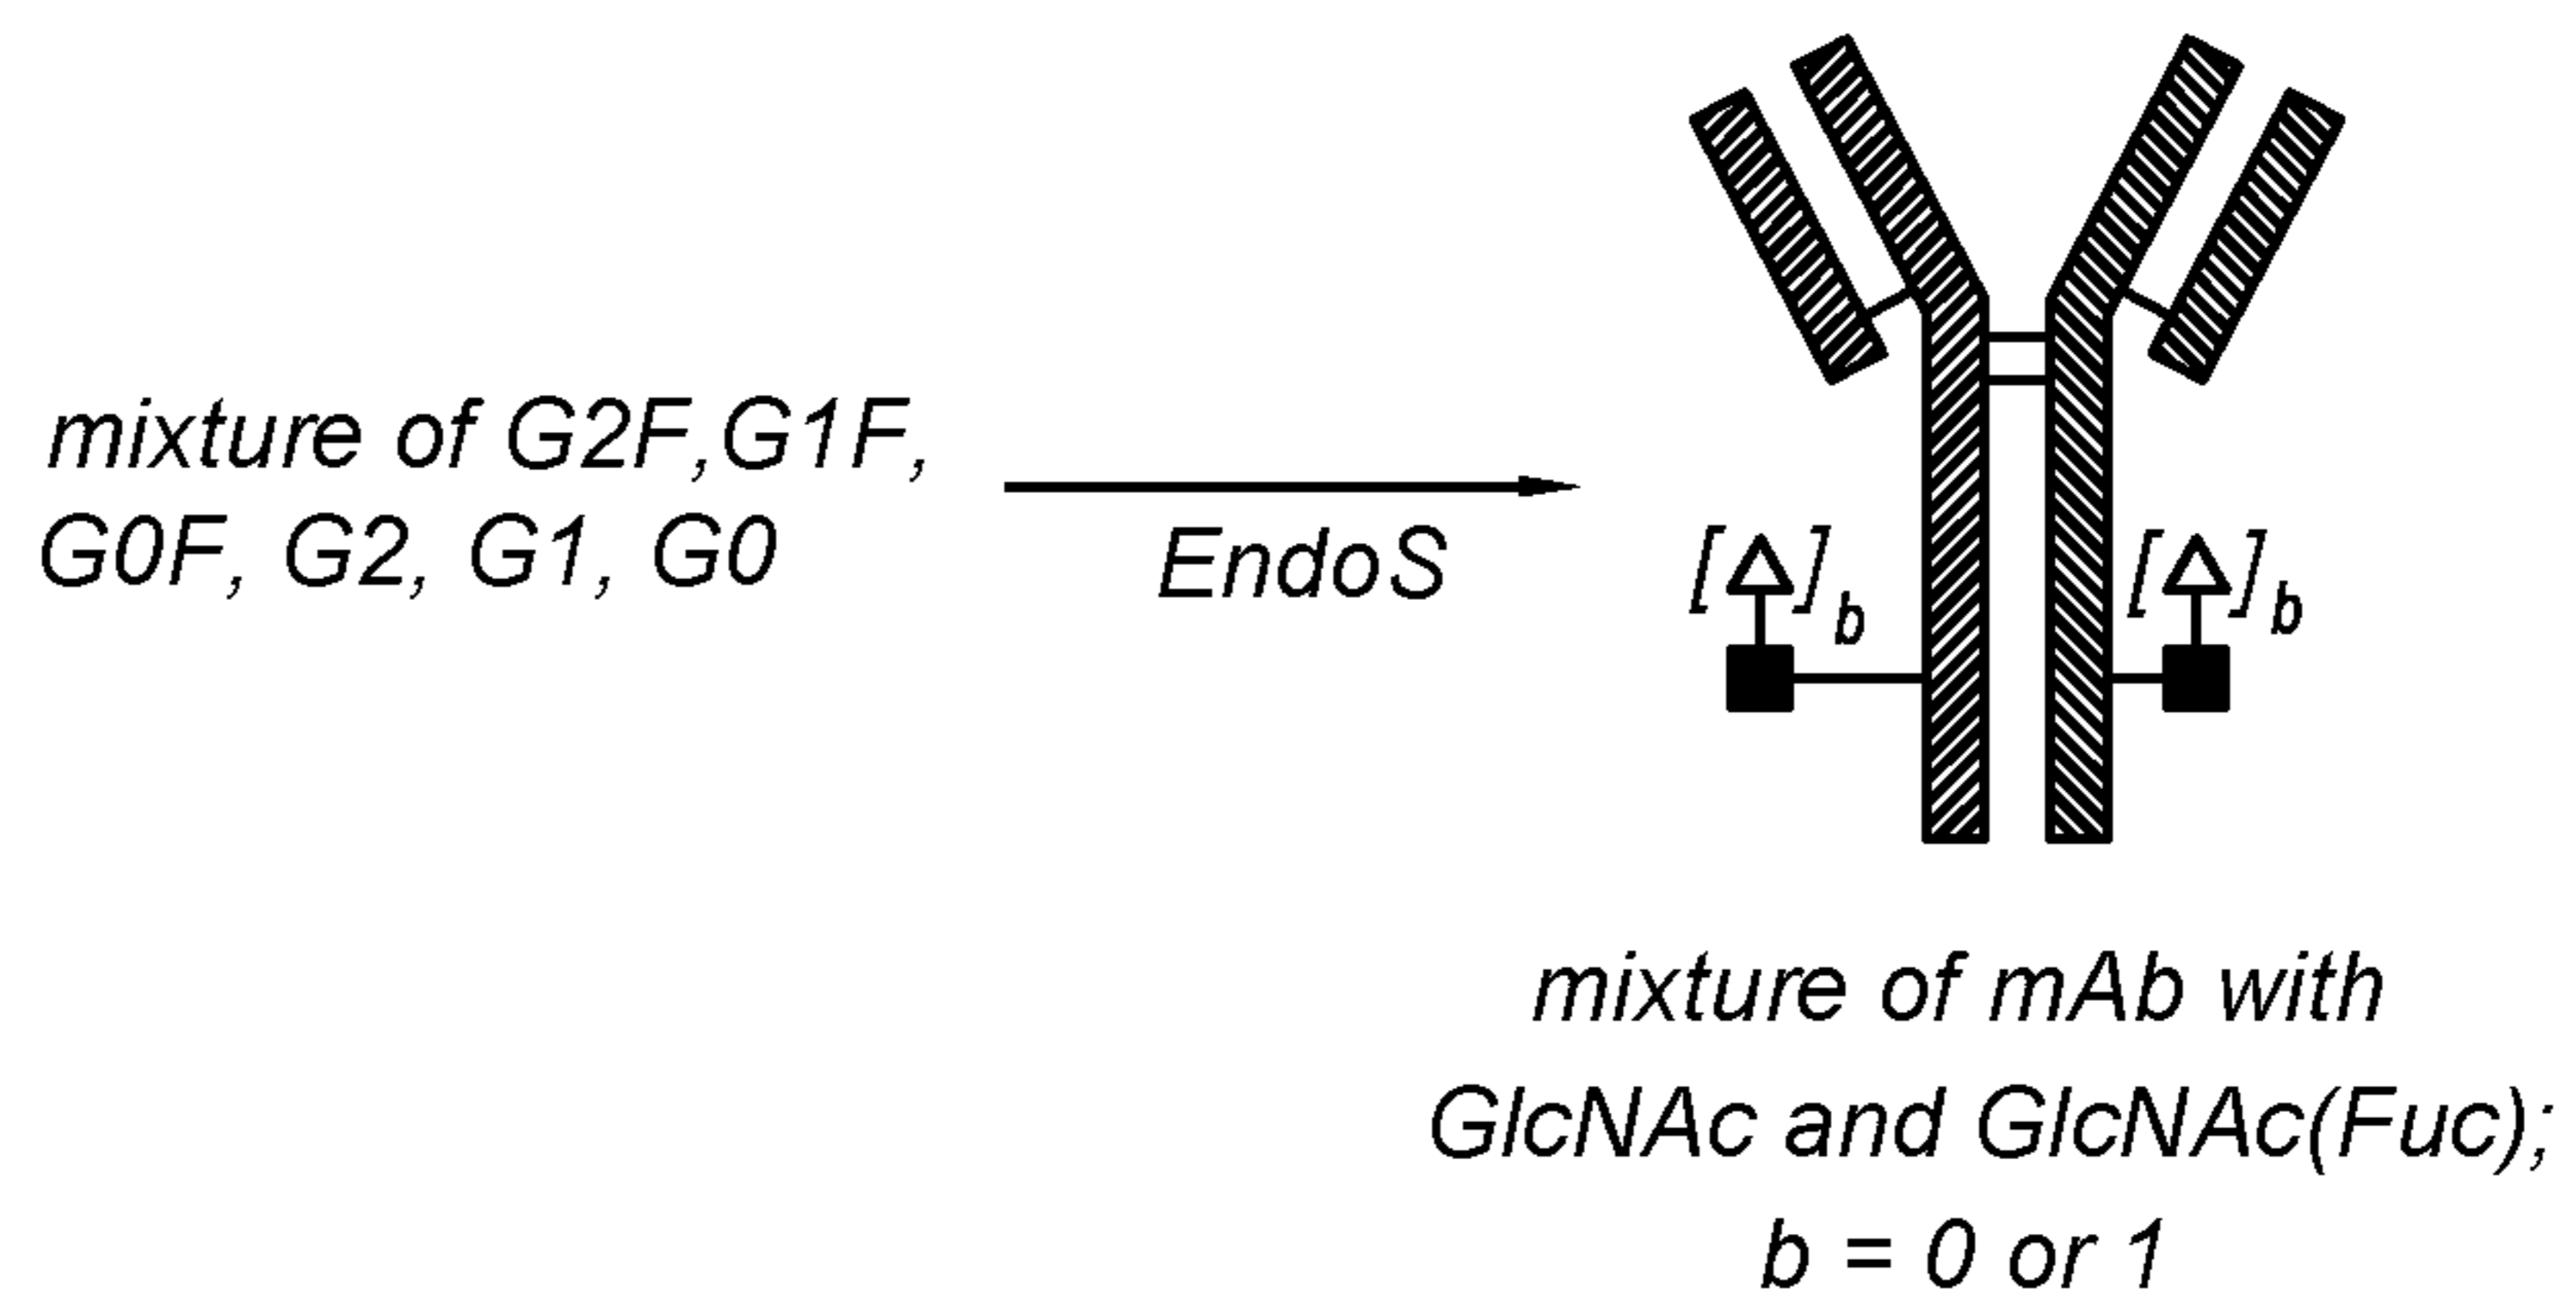 mixture of G2F,G1F,
G0F, G2, G1, G0
EndoS
[ ]b
[ ]b
mixture of mAb with
GlcNAc and GlcNAc(Fuc);
b = 0 or 1